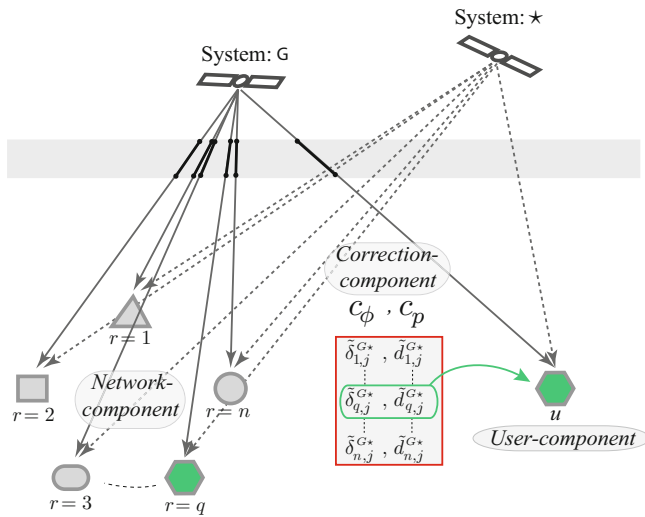 System: G
System: ⋆
Correction-
component
c_ϕ , c_p
r = 1
δ̃^{G⋆}_{1,j} , d̃^{G⋆}_{1,j}
Network-
component
r = 2
r = n
δ̃^{G⋆}_{q,j} , d̃^{G⋆}_{q,j}
u
User-component
δ̃^{G⋆}_{n,j} , d̃^{G⋆}_{n,j}
r = 3
r = q